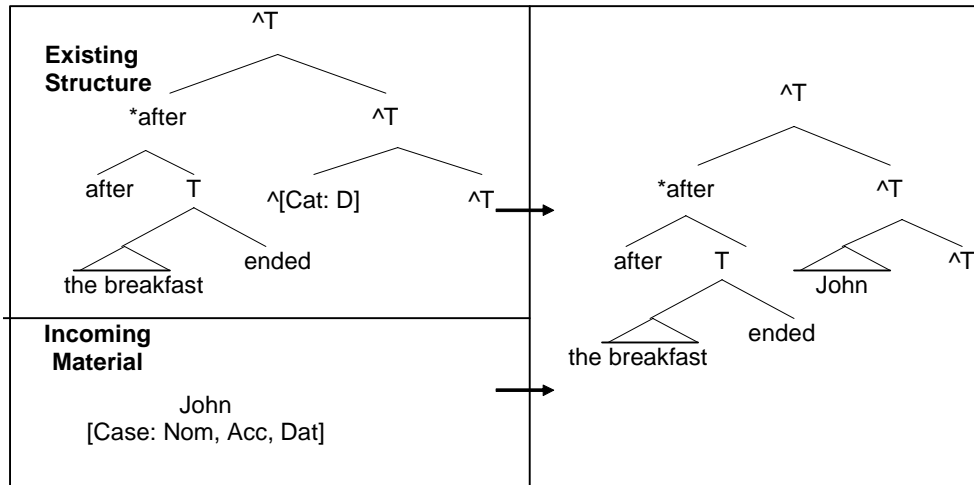 ^T
Existing
Structure
*after ^T
after T ^[Cat: D] ^T
ended
the breakfast
Incoming
Material
John
[Case: Nom, Acc, Dat]
^T
*after ^T
after T John ^T
the breakfast ended